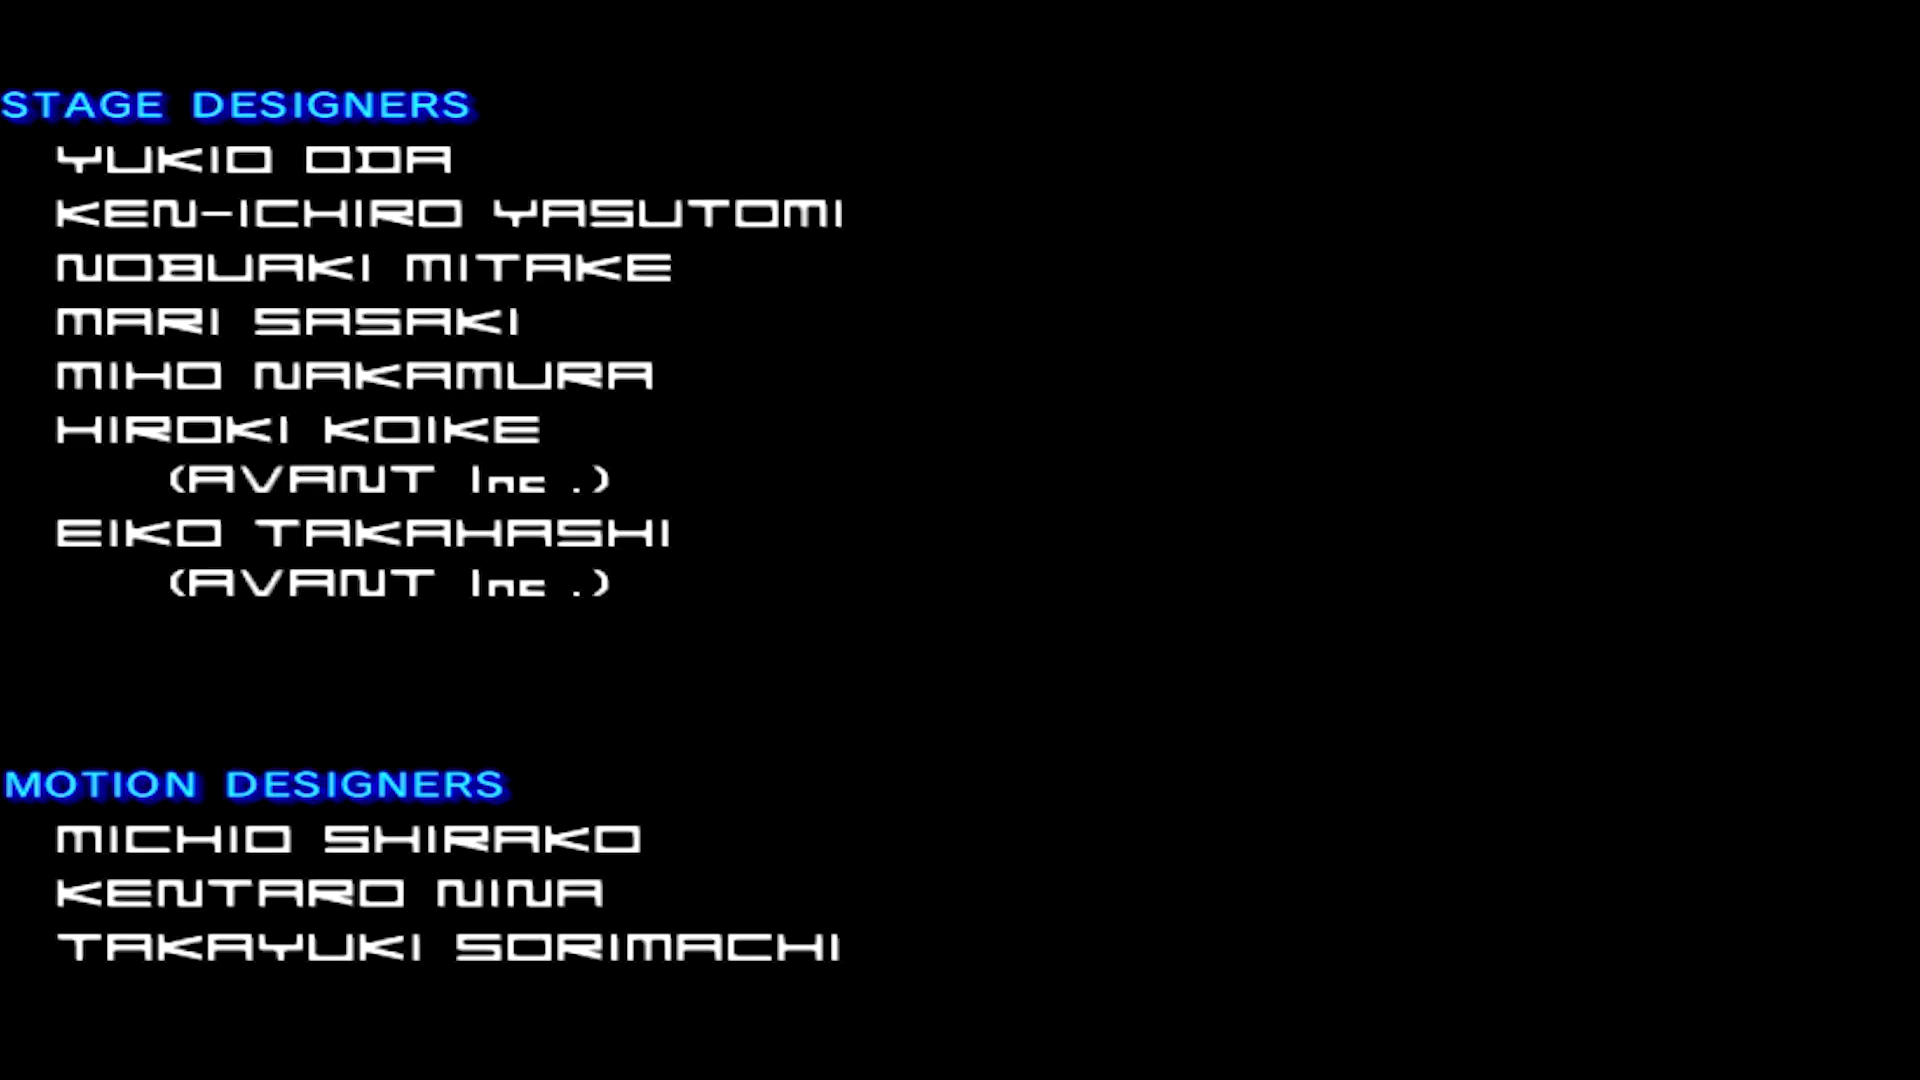 STAGE DESIGNERS
YUKIO ODA
KEN-ICHIRO YASUTOMI
NOBUAKI MITAKE
MARI SASAKI
MIHO NAKAMURA
HIROKI KOIKE
(AVANT Inc .)
EIKO TAKAHASHI
(AVANT Inc .)
MOTION DESIGNERS
MICHIO SHIRAKO
KENTARO NINA
TAKAYUKI SORIMACHI